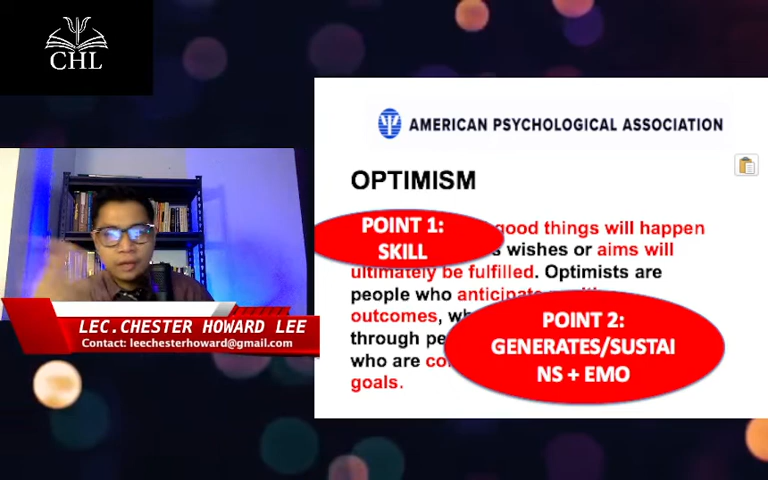 CHL
AMERICAN PSYCHOLOGICAL ASSOCIATION
OPTIMISM
POINT 1:
SKILL
good things will happen
wishes or aims will
ultimately be fulfilled. Optimists are
people who anticipate
outcomes,
through
who are
goals.
POINT 2:
GENERATES/SUSTAI
NS + EMO
LEC.CHESTER HOWARD LEE
Contact: leechesterhoward@gmail.com